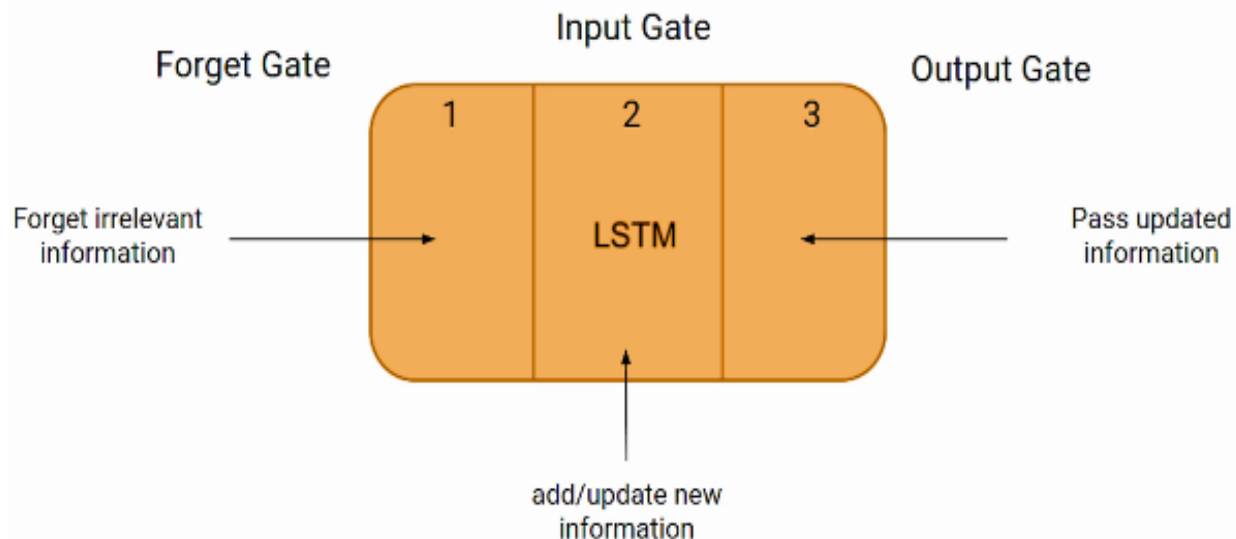 Input Gate
Forget Gate
Output Gate
1
2
3
Forget irrelevant
information
LSTM
Pass updated
information
add/update new
information